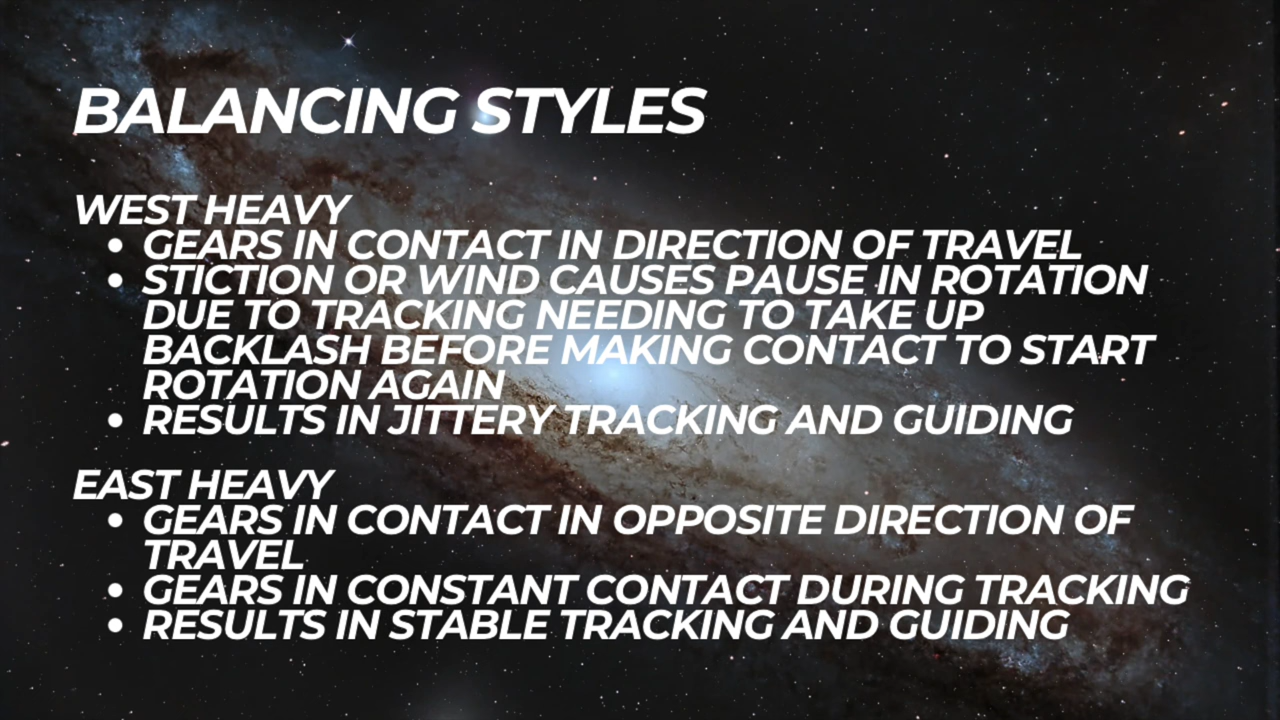 BALANCING STYLES
WEST HEAVY
• GEARS IN CONTACT IN DIRECTION OF TRAVEL
• STICTION OR WIND CAUSES PAUSE IN ROTATION
DUE TO TRACKING NEEDING TO TAKE UP
BACKLASH BEFORE MAKING CONTACT TO START
ROTATION AGAIN
• RESULTS IN JITTERY TRACKING AND GUIDING
EAST HEAVY
• GEARS IN CONTACT IN OPPOSITE DIRECTION OF
TRAVEL
• GEARS IN CONSTANT CONTACT DURING TRACKING
• RESULTS IN STABLE TRACKING AND GUIDING